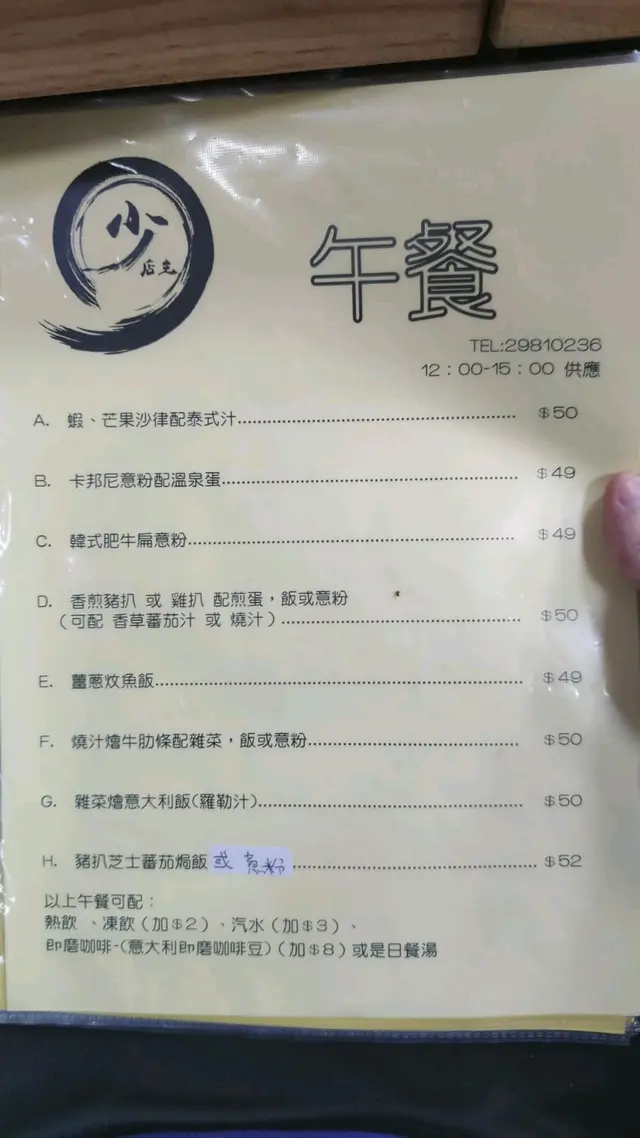 少
店主
午餐
TEL:29810236
12：00-15：00 供應
A. 蝦、芒果沙律配泰式汁 $50
B. 卡邦尼意粉配溫泉蛋 $49
C. 韓式肥牛扁意粉 $49
D. 香煎豬扒 或 雞扒 配煎蛋，飯或意粉
（可配 香草蕃茄汁 或 燒汁） $50
E. 薑蔥炆魚飯 $49
F. 燒汁燴牛肋條配雜菜，飯或意粉 $50
G. 雜菜燴意大利飯(羅勒汁) $50
H. 豬扒芝士蕃茄焗飯 或 意粉 $52
以上午餐可配：
熱飲 、凍飲（加$2）、汽水（加$3）、
即磨咖啡-(意大利即磨咖啡豆)（加$8）或是日餐湯